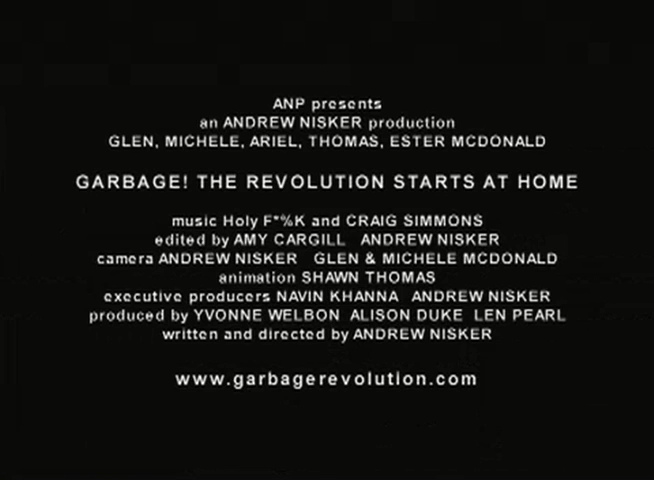 ANP presents
an ANDREW NISKER production
GLEN, MICHELE, ARIEL, THOMAS, ESTER MCDONALD
GARBAGE! THE REVOLUTION STARTS AT HOME
music Holy F*%K and CRAIG SIMMONS
edited by AMY CARGILL ANDREW NISKER
camera ANDREW NISKER GLEN & MICHELE MCDONALD
animation SHAWN THOMAS
executive producers NAVIN KHANNA ANDREW NISKER
produced by YVONNE WELBON ALISON DUKE LEN PEARL
written and directed by ANDREW NISKER
www.garbagerevolution.com